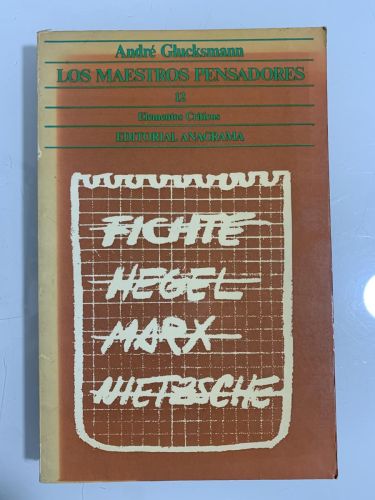 André Glucksmann
LOS MAESTROS PENSADORES
12
Elementos Críticos
EDITORIAL ANAGRAMA
FICHTE
HEGEL
MARX
NIETZSCHE